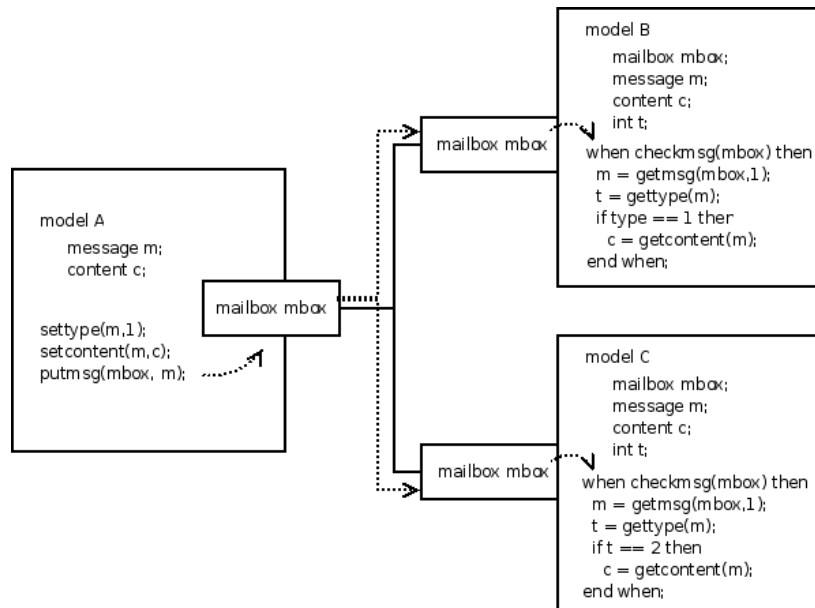 model A
message m;
content c;
settype(m,1);
setcontent(m,c);
putmsg(mbox, m);
mailbox mbox
mailbox mbox
model B
mailbox mbox;
message m;
content c;
int t;
when checkmsg(mbox) then
m = getmsg(mbox,1);
t = gettype(m);
if type == 1 then
c = getcontent(m);
end when;
mailbox mbox
model C
mailbox mbox;
message m;
content c;
int t;
when checkmsg(mbox) then
m = getmsg(mbox,1);
t = gettype(m);
if t == 2 then
c = getcontent(m);
end when;